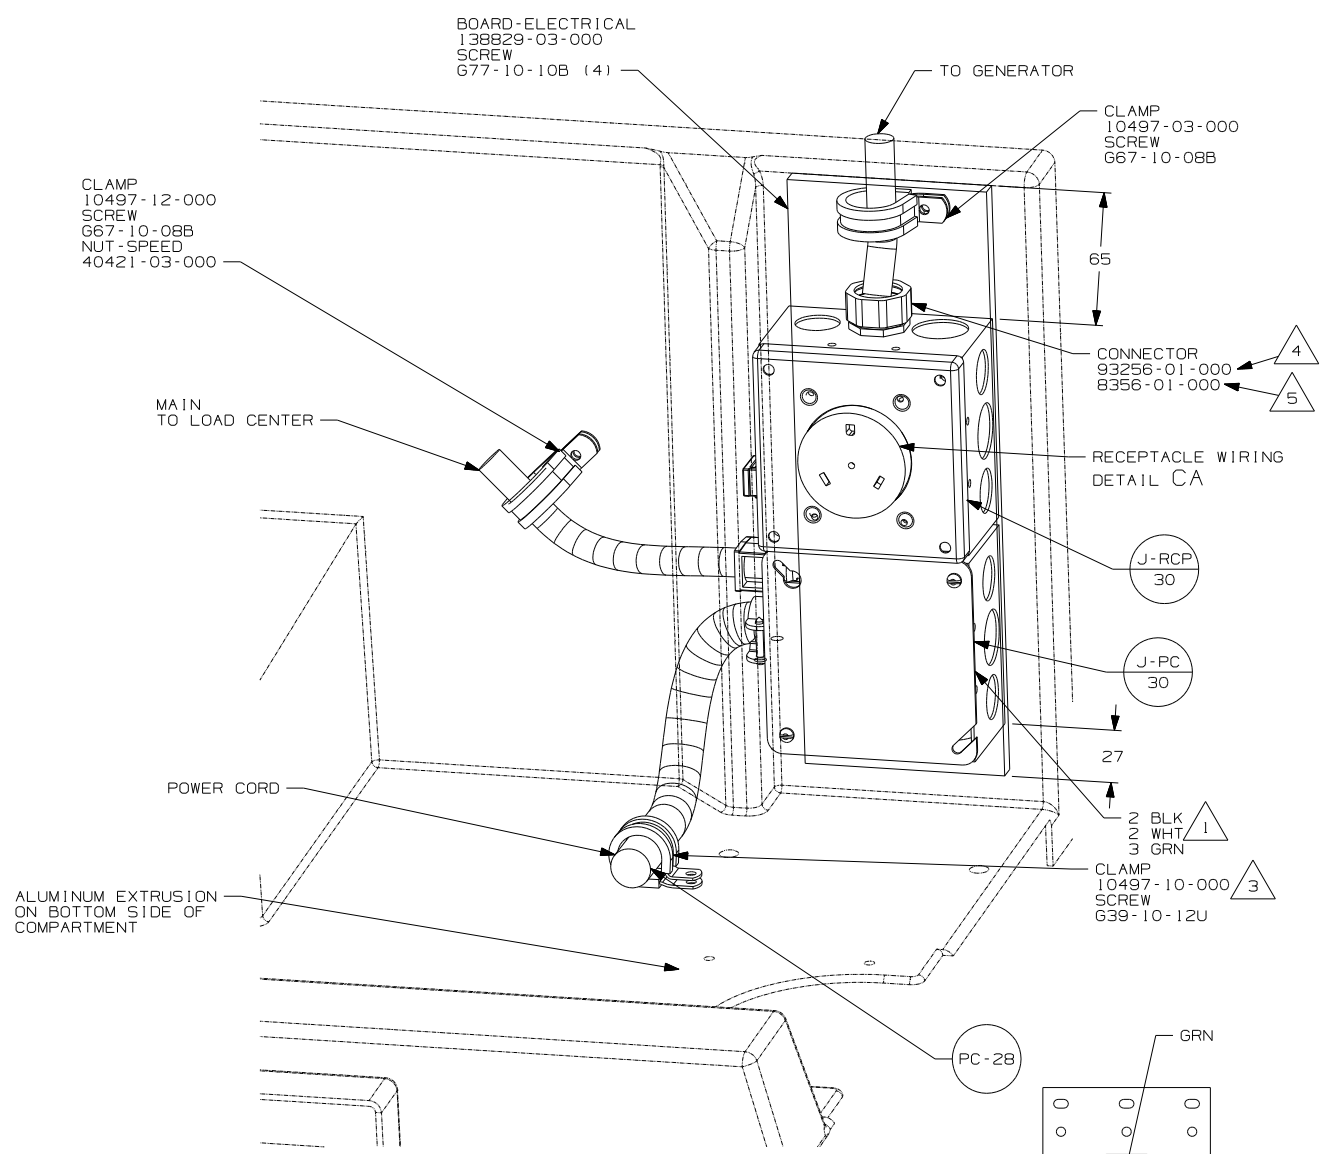 BOARD-ELECTRICAL
138829-03-000
SCREW
G77-10-10B (4)
TO GENERATOR
CLAMP
10497-03-000
SCREW
G67-10-08B
CLAMP
10497-12-000
SCREW
G67-10-08B
NUT-SPEED
40421-03-000
65
CONNECTOR
93256-01-000
8356-01-000
4
5
MAIN
TO LOAD CENTER
RECEPTACLE WIRING
DETAIL CA
J-RCP
30
J-PC
30
27
POWER CORD
2 BLK
2 WHT
3 GRN
1
CLAMP
10497-10-000
SCREW
G39-10-12U
3
ALUMINUM EXTRUSION
ON BOTTOM SIDE OF
COMPARTMENT
PC-28
GRN